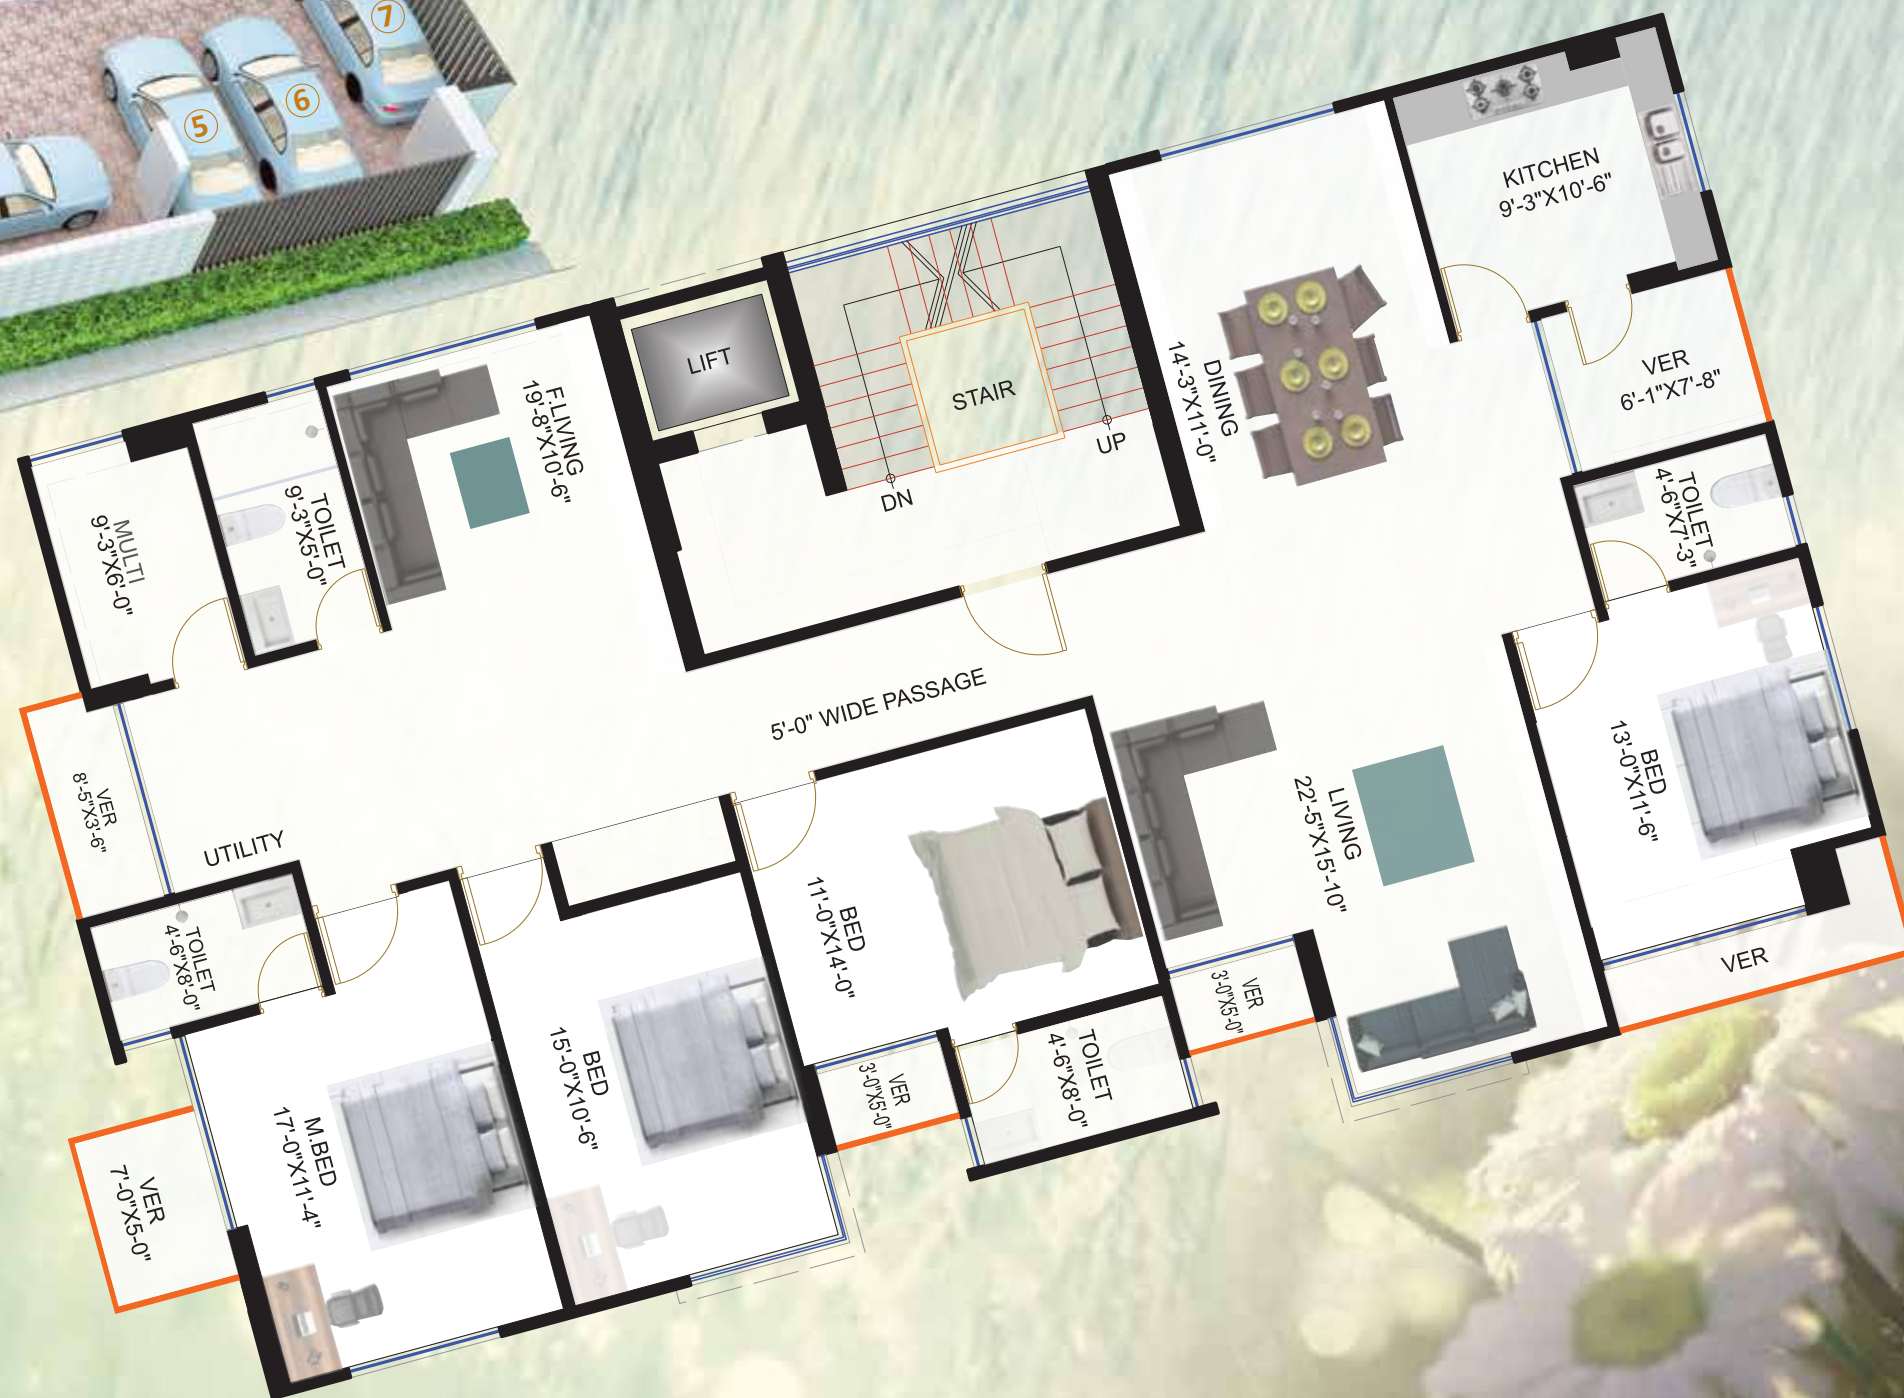 ⑦
⑥
⑤
KITCHEN
9'-3"X10'-6"
VER
6'-1"X7'-8"
LIFT
STAIR
UP
DN
DINING
14'-3"X11'-0"
F.LIVING
19'-8"X10'-6"
TOILET
9'-3"X5'-0"
MULTI
9'-3"X6'-0"
TOILET
4'-6"X7'-3"
5'-0" WIDE PASSAGE
BED
13'-0"X11'-6"
LIVING
22'-5"X15'-10"
VER
8'-5"X3'-6"
UTILITY
TOILET
4'-6"X8'-0"
BED
11'-0"X14'-0"
VER
VER
3'-0"X5'-0"
BED
15'-0"X10'-6"
VER
3'-0"X5'-0"
TOILET
4'-6"X8'-0"
M.BED
17'-0"X11'-4"
VER
7'-0"X5-0"